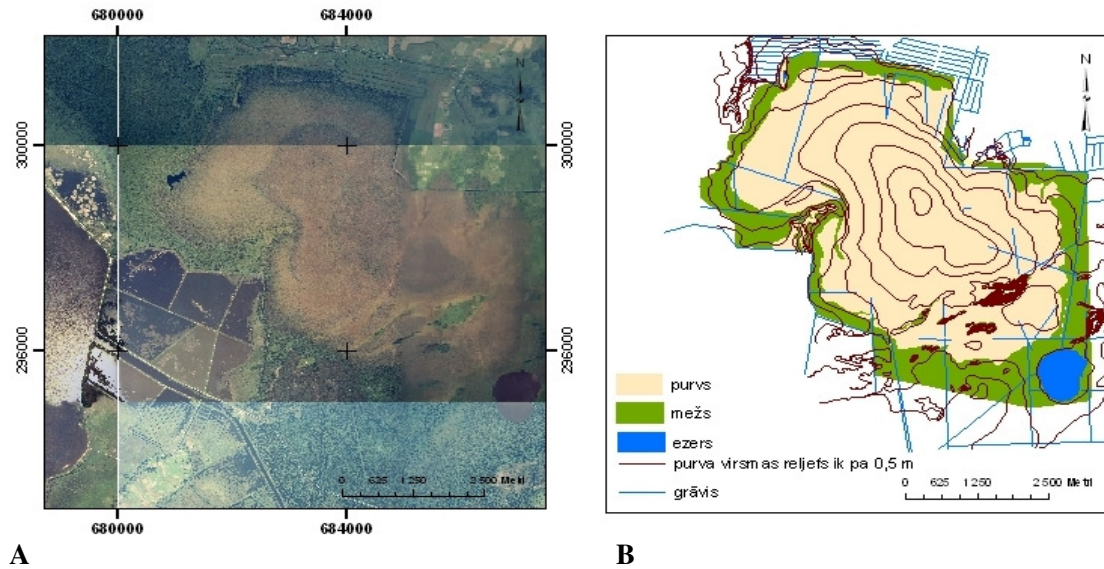 680000 684000
N
300000 300000
296000 296000
0 625 1 250 2 500 Metri
680000 684000
A
N
purvs
mežs
ezers
purva virsmas reljefs ik pa 0,5 m
grāvis
0 625 1 250 2 500 Metri
B